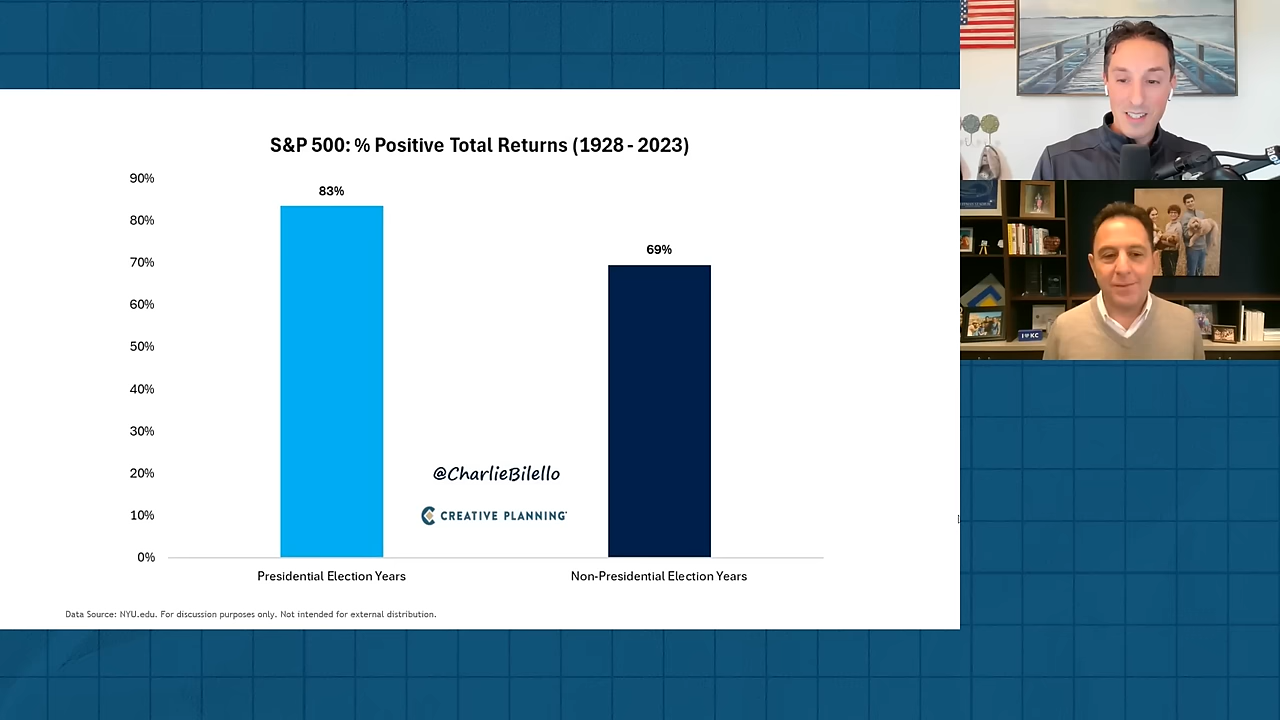 S&P 500: % Positive Total Returns (1928 - 2023)
90%
80%
70%
60%
50%
40%
30%
20%
10%
0%
83%
69%
@CharlieBilello
CREATIVE PLANNING
Presidential Election Years
Non-Presidential Election Years
Data Source: NYU.edu. For discussion purposes only. Not intended for external distribution.
I ♥ KC